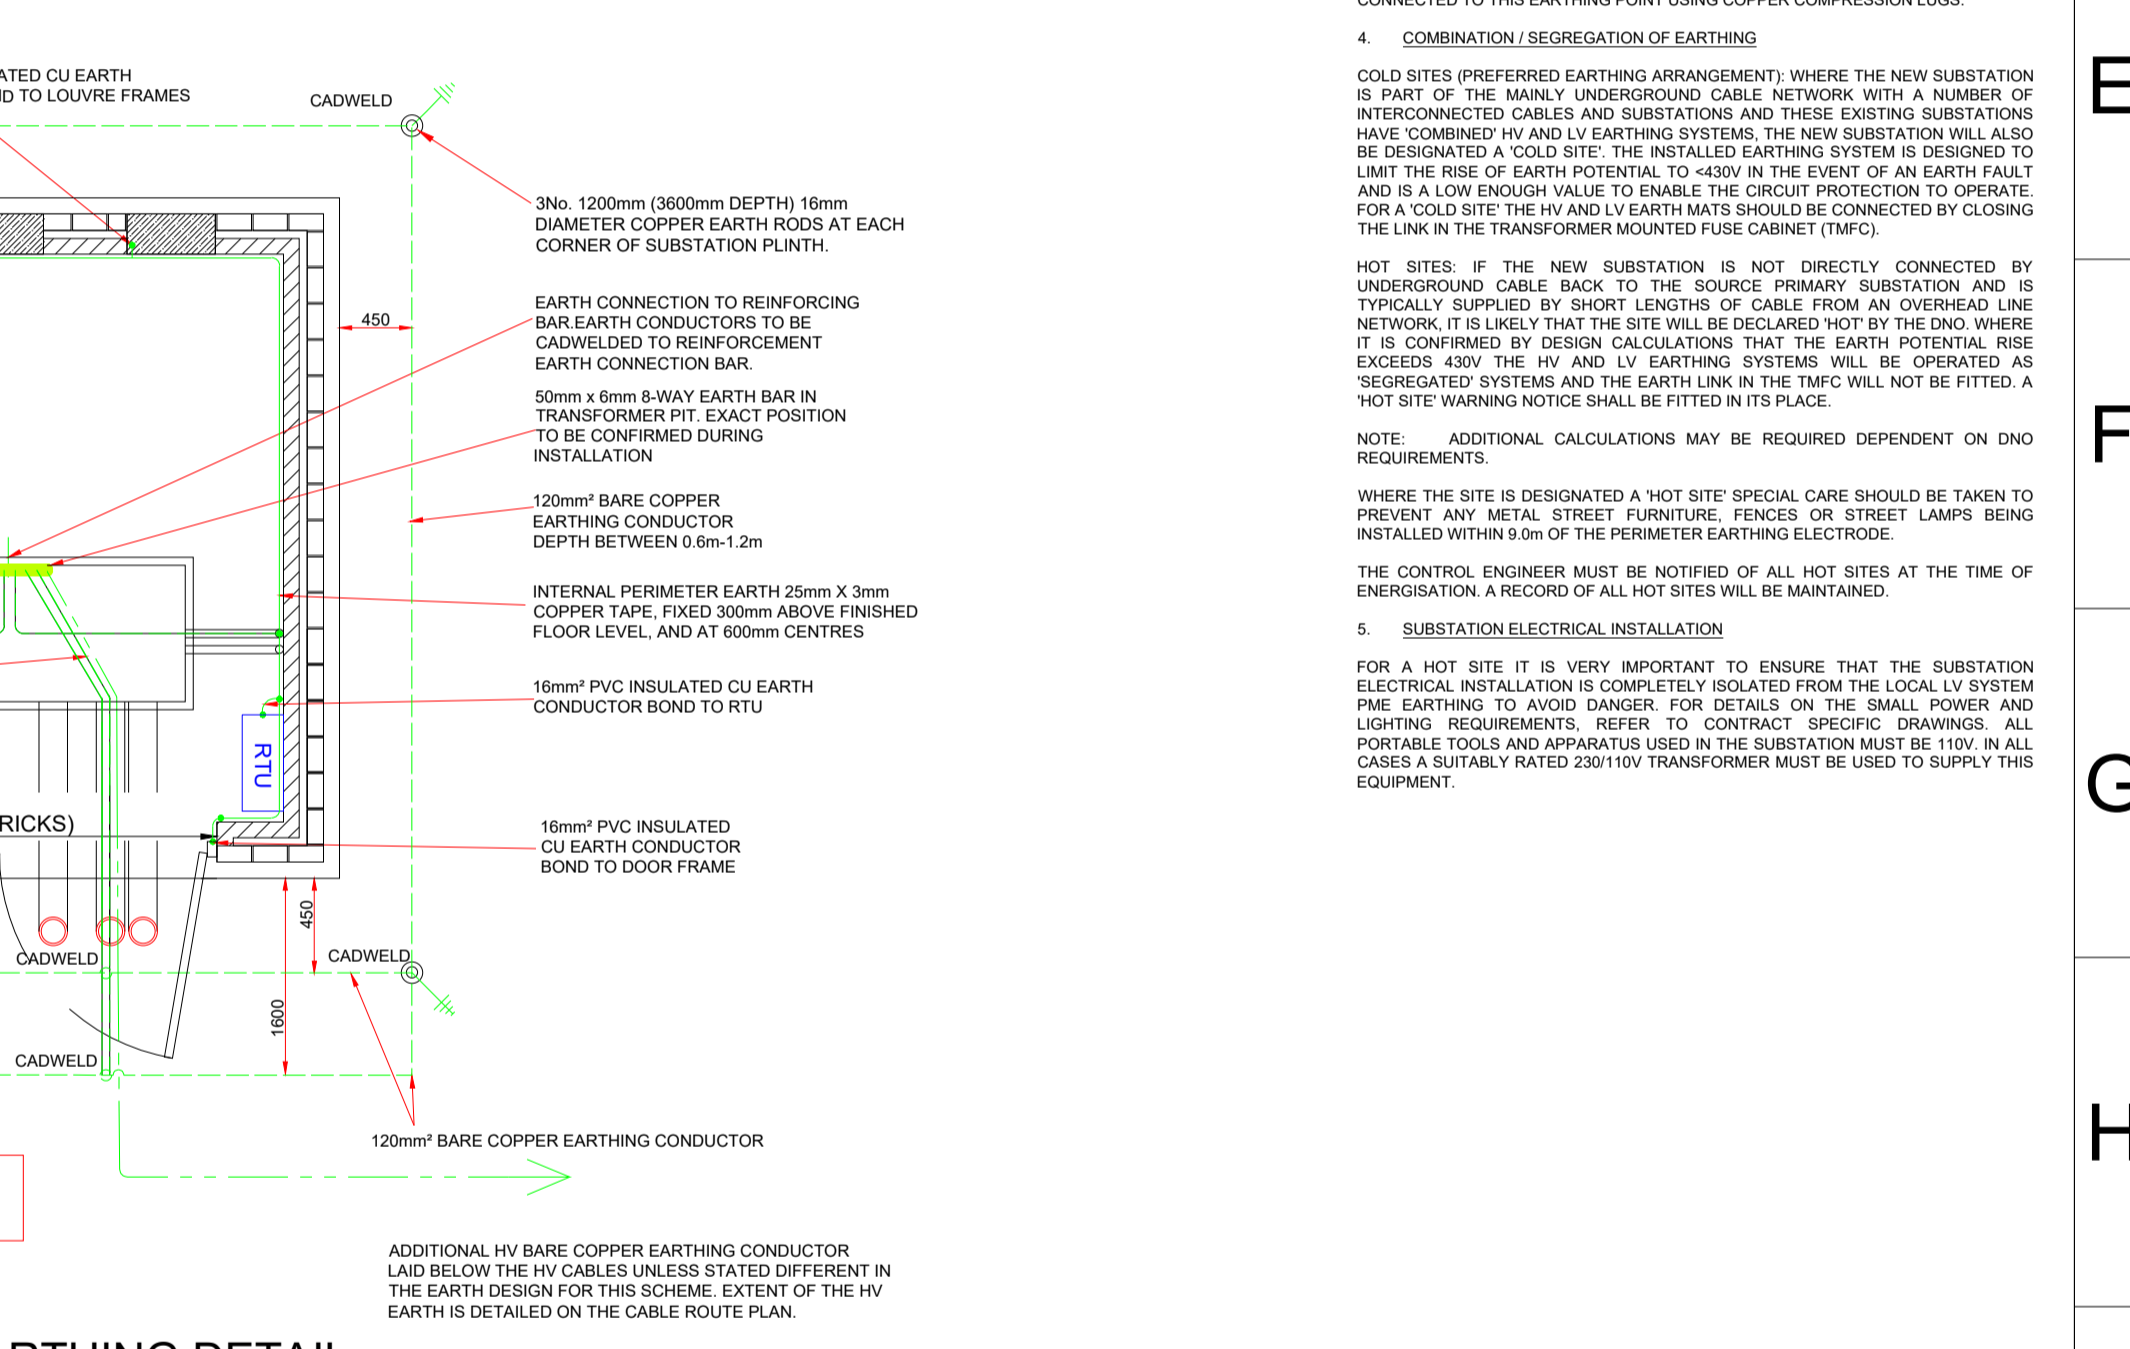 ATED CU EARTH
ND TO LOUVRE FRAMES
CADWELD
3No. 1200mm (3600mm DEPTH) 16mm
DIAMETER COPPER EARTH RODS AT EACH
CORNER OF SUBSTATION PLINTH.
EARTH CONNECTION TO REINFORCING
BAR.EARTH CONDUCTORS TO BE
CADWELDED TO REINFORCEMENT
EARTH CONNECTION BAR.
450
50mm x 6mm 8-WAY EARTH BAR IN
TRANSFORMER PIT. EXACT POSITION
TO BE CONFIRMED DURING
INSTALLATION
120mm² BARE COPPER
EARTHING CONDUCTOR
DEPTH BETWEEN 0.6m-1.2m
INTERNAL PERIMETER EARTH 25mm X 3mm
COPPER TAPE, FIXED 300mm ABOVE FINISHED
FLOOR LEVEL, AND AT 600mm CENTRES
16mm² PVC INSULATED CU EARTH
CONDUCTOR BOND TO RTU
RTU
RICKS)
16mm² PVC INSULATED
CU EARTH CONDUCTOR
BOND TO DOOR FRAME
450
CADWELD
CADWELD
1600
CADWELD
120mm² BARE COPPER EARTHING CONDUCTOR
ADDITIONAL HV BARE COPPER EARTHING CONDUCTOR
LAID BELOW THE HV CABLES UNLESS STATED DIFFERENT IN
THE EARTH DESIGN FOR THIS SCHEME. EXTENT OF THE HV
EARTH IS DETAILED ON THE CABLE ROUTE PLAN.
RTHING DETAIL
CONNECTED TO THIS EARTHING POINT USING COPPER COMPRESSION LUGS.
4. COMBINATION / SEGREGATION OF EARTHING
COLD SITES (PREFERRED EARTHING ARRANGEMENT): WHERE THE NEW SUBSTATION
IS PART OF THE MAINLY UNDERGROUND CABLE NETWORK WITH A NUMBER OF
INTERCONNECTED CABLES AND SUBSTATIONS AND THESE EXISTING SUBSTATIONS
HAVE 'COMBINED' HV AND LV EARTHING SYSTEMS, THE NEW SUBSTATION WILL ALSO
BE DESIGNATED A 'COLD SITE'. THE INSTALLED EARTHING SYSTEM IS DESIGNED TO
LIMIT THE RISE OF EARTH POTENTIAL TO <430V IN THE EVENT OF AN EARTH FAULT
AND IS A LOW ENOUGH VALUE TO ENABLE THE CIRCUIT PROTECTION TO OPERATE.
FOR A 'COLD SITE' THE HV AND LV EARTH MATS SHOULD BE CONNECTED BY CLOSING
THE LINK IN THE TRANSFORMER MOUNTED FUSE CABINET (TMFC).
HOT SITES: IF THE NEW SUBSTATION IS NOT DIRECTLY CONNECTED BY
UNDERGROUND CABLE BACK TO THE SOURCE PRIMARY SUBSTATION AND IS
TYPICALLY SUPPLIED BY SHORT LENGTHS OF CABLE FROM AN OVERHEAD LINE
NETWORK, IT IS LIKELY THAT THE SITE WILL BE DECLARED 'HOT' BY THE DNO. WHERE
IT IS CONFIRMED BY DESIGN CALCULATIONS THAT THE EARTH POTENTIAL RISE
EXCEEDS 430V THE HV AND LV EARTHING SYSTEMS WILL BE OPERATED AS
'SEGREGATED' SYSTEMS AND THE EARTH LINK IN THE TMFC WILL NOT BE FITTED. A
'HOT SITE' WARNING NOTICE SHALL BE FITTED IN ITS PLACE.
NOTE: ADDITIONAL CALCULATIONS MAY BE REQUIRED DEPENDENT ON DNO
REQUIREMENTS.
WHERE THE SITE IS DESIGNATED A 'HOT SITE' SPECIAL CARE SHOULD BE TAKEN TO
PREVENT ANY METAL STREET FURNITURE, FENCES OR STREET LAMPS BEING
INSTALLED WITHIN 9.0m OF THE PERIMETER EARTHING ELECTRODE.
THE CONTROL ENGINEER MUST BE NOTIFIED OF ALL HOT SITES AT THE TIME OF
ENERGISATION. A RECORD OF ALL HOT SITES WILL BE MAINTAINED.
5. SUBSTATION ELECTRICAL INSTALLATION
FOR A HOT SITE IT IS VERY IMPORTANT TO ENSURE THAT THE SUBSTATION
ELECTRICAL INSTALLATION IS COMPLETELY ISOLATED FROM THE LOCAL LV SYSTEM
PME EARTHING TO AVOID DANGER. FOR DETAILS ON THE SMALL POWER AND
LIGHTING REQUIREMENTS, REFER TO CONTRACT SPECIFIC DRAWINGS. ALL
PORTABLE TOOLS AND APPARATUS USED IN THE SUBSTATION MUST BE 110V. IN ALL
CASES A SUITABLY RATED 230/110V TRANSFORMER MUST BE USED TO SUPPLY THIS
EQUIPMENT.
E
F
G
H